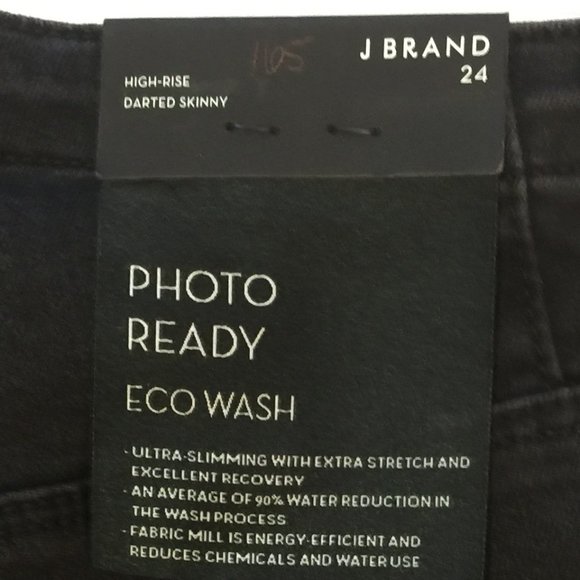 1105
J BRAND
24
HIGH-RISE
DARTED SKINNY
PHOTO
READY
ECO WASH
- ULTRA-SLIMMING WITH EXTRA STRETCH AND
EXCELLENT RECOVERY
- AN AVERAGE OF 90% WATER REDUCTION IN
THE WASH PROCESS
- FABRIC MILL IS ENERGY-EFFICIENT AND
REDUCES CHEMICALS AND WATER USE